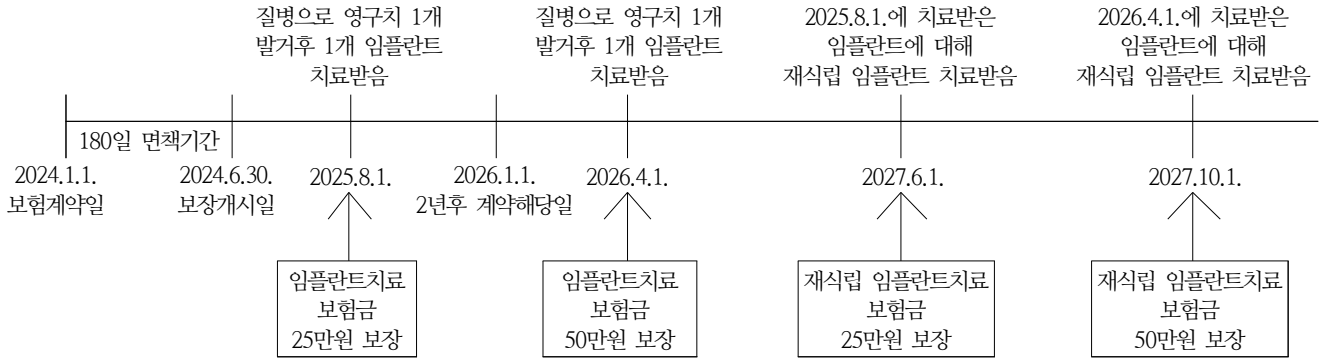 질병으로 영구치 1개
발거후 1개 임플란트
치료받음
질병으로 영구치 1개
발거후 1개 임플란트
치료받음
2025.8.1.에 치료받은
임플란트에 대해
재식립 임플란트 치료받음
2026.4.1.에 치료받은
임플란트에 대해
재식립 임플란트 치료받음
180일 면책기간
2024.1.1.
보험계약일
2024.6.30.
보장개시일
2025.8.1.
2026.1.1.
2년후 계약해당일
2026.4.1.
2027.6.1.
2027.10.1.
임플란트치료
보험금
25만원 보장
임플란트치료
보험금
50만원 보장
재식립 임플란트치료
보험금
25만원 보장
재식립 임플란트치료
보험금
50만원 보장